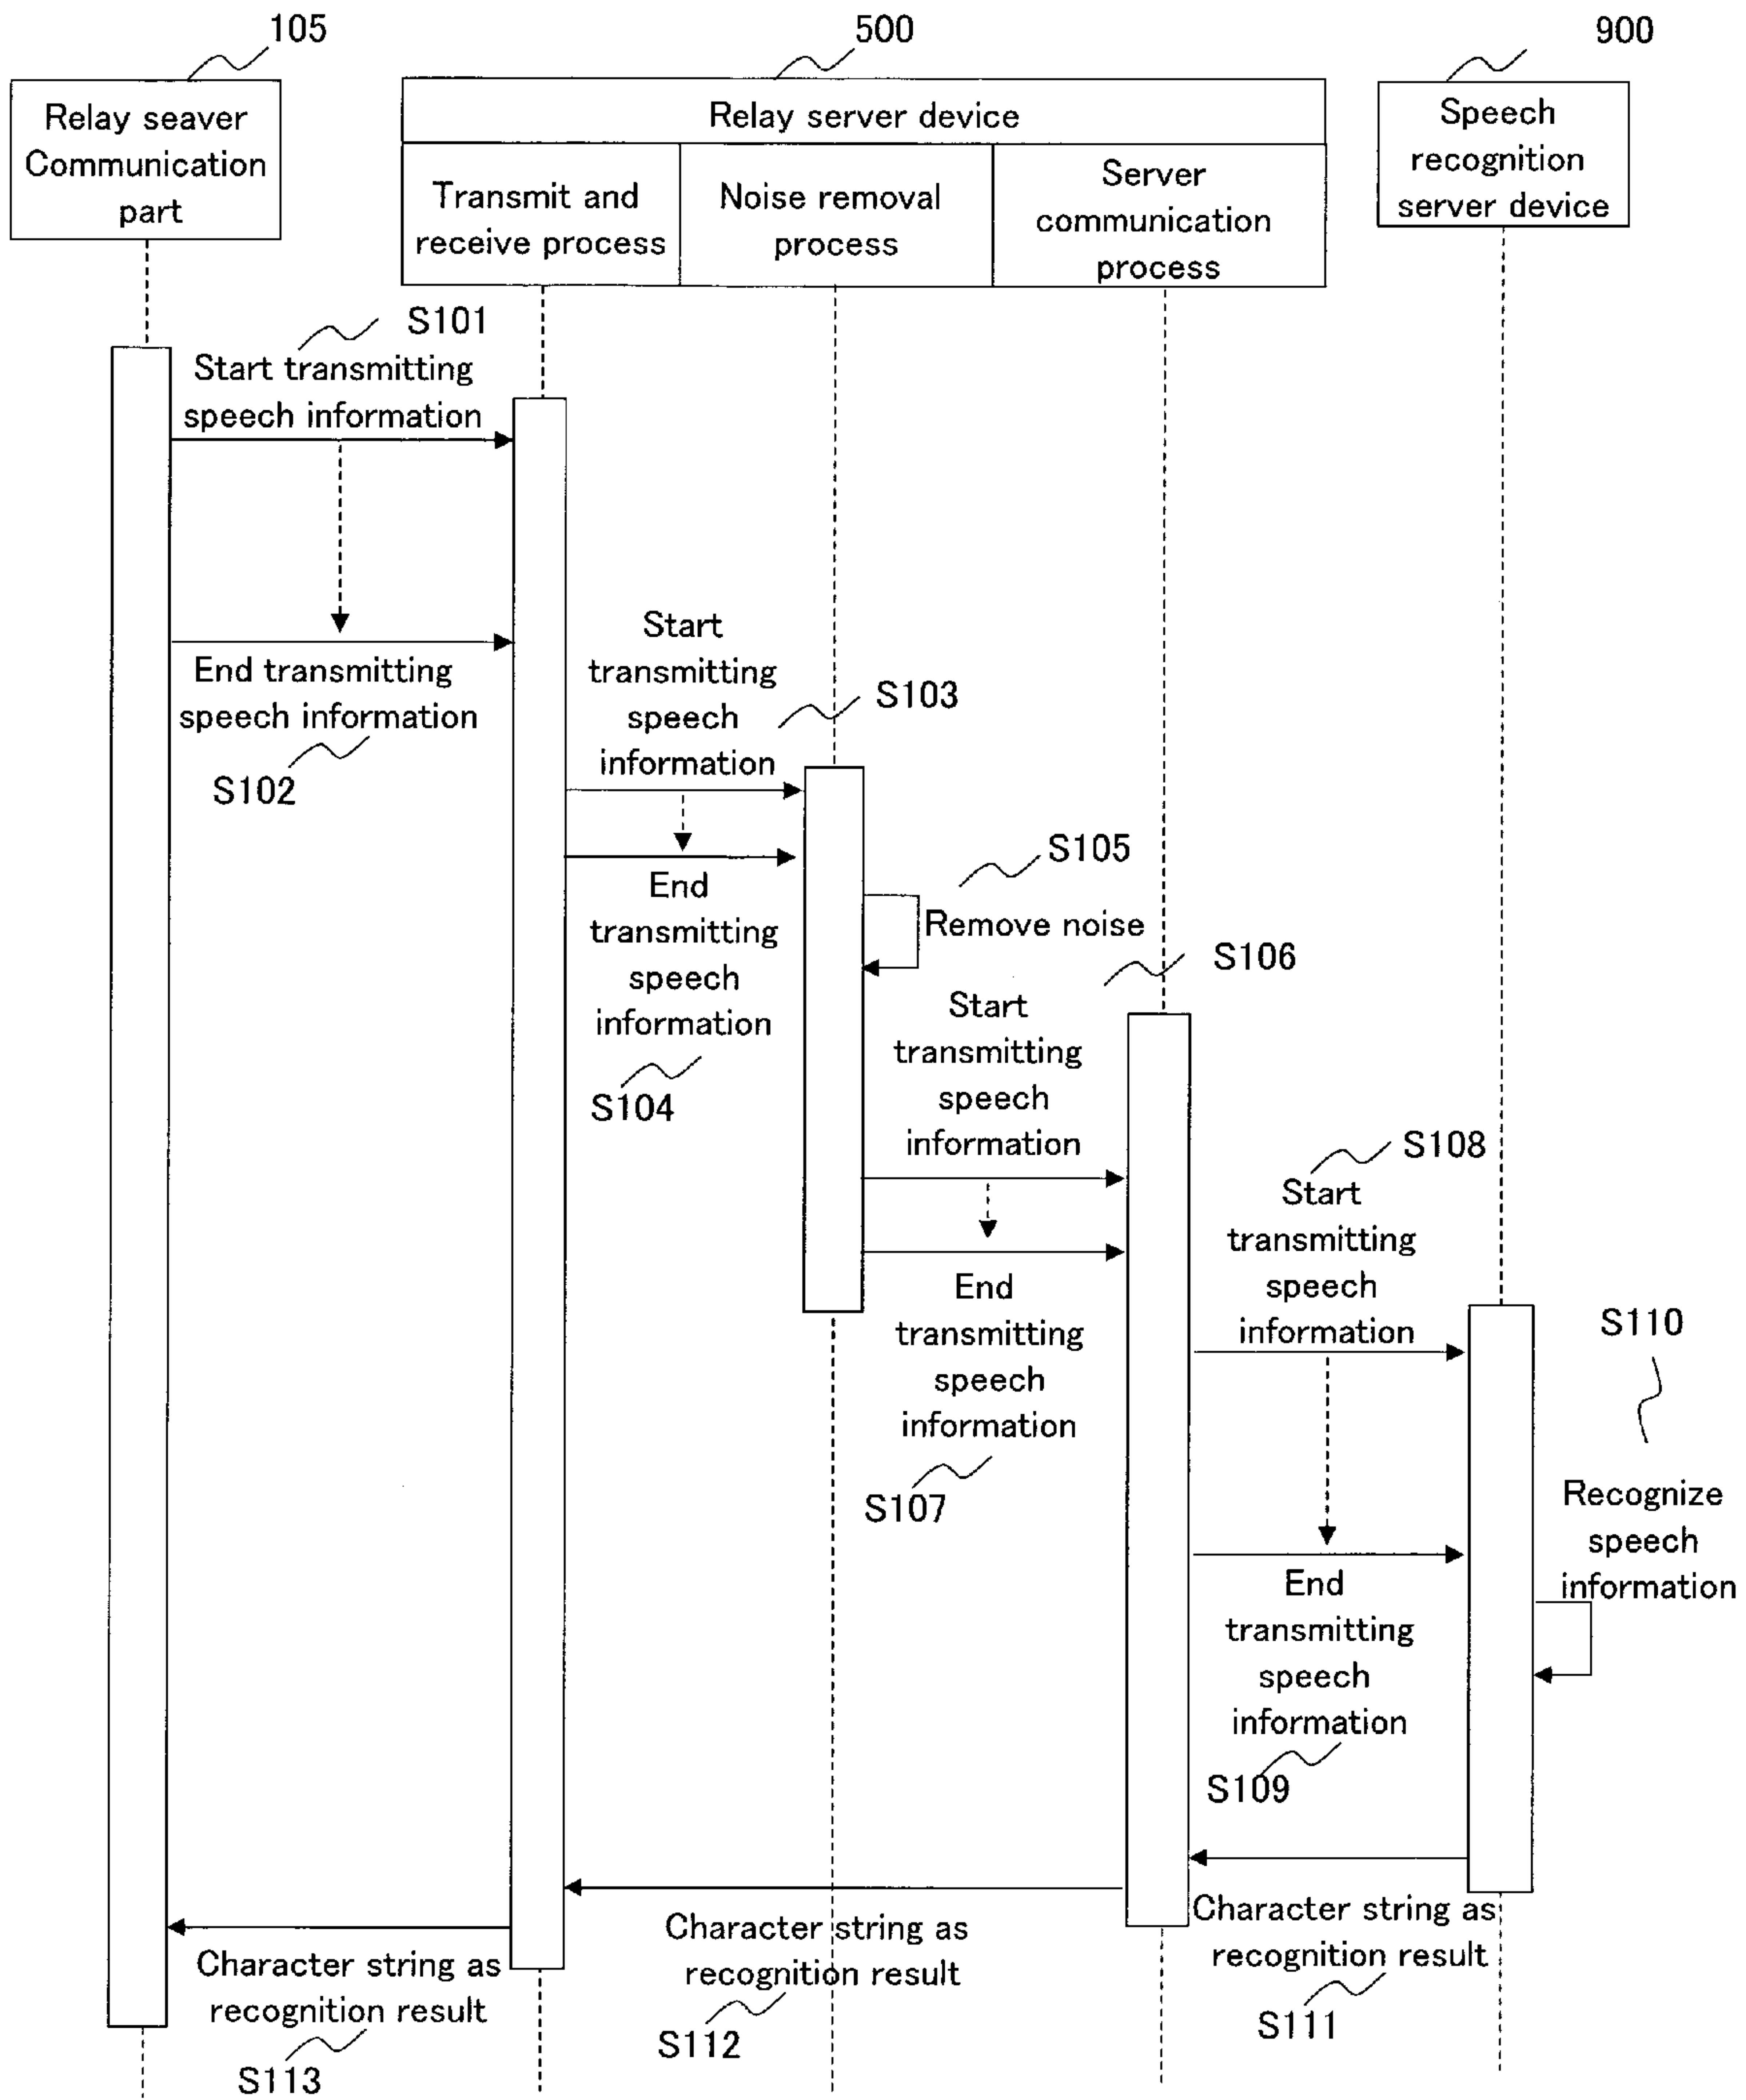 105
500
900
Relay seaver
Communication
part
Relay server device
Transmit and
receive process
Noise removal
process
Server
communication
process
Speech
recognition
server device
S101
Start transmitting
speech information
End transmitting
speech information
S102
Start
transmitting
speech
information
S103
End
transmitting
speech
information
S104
S105
Remove noise
S106
Start
transmitting
speech
information
End
transmitting
speech
information
S107
S108
Start
transmitting
speech
information
End
transmitting
speech
information
S109
S110
Recognize
speech
information
Character string as
recognition result
S111
Character string as
recognition result
S112
Character string as
recognition result
S113